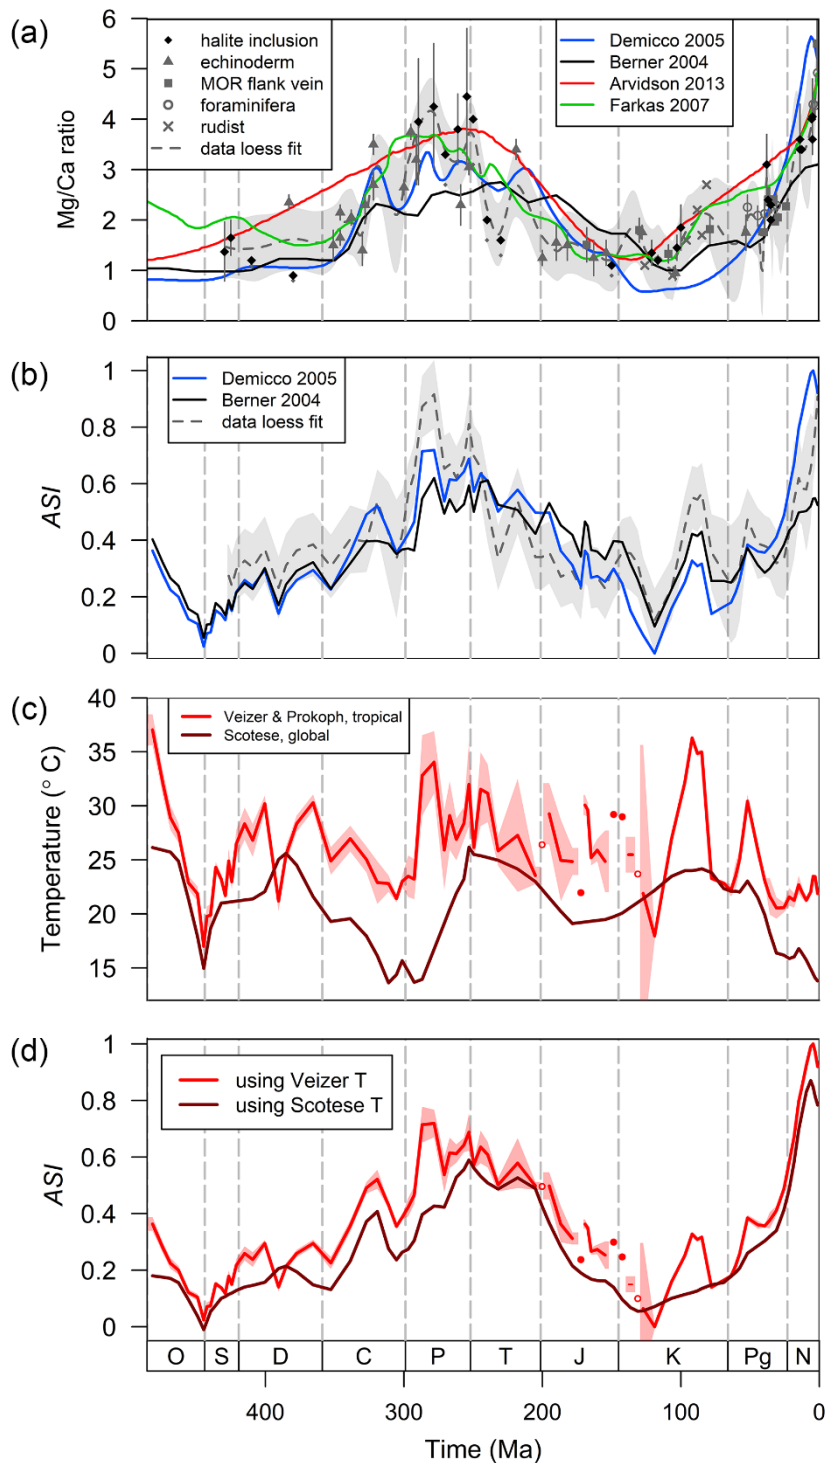 (a)
6
5
4
3
2
1
0
Mg/Ca ratio
halite inclusion
echinoderm
MOR flank vein
foraminifera
rudist
data loess fit
Demicco 2005
Berner 2004
Arvidson 2013
Farkas 2007
(b)
1
0.8
0.6
0.4
0.2
0
ASI
Demicco 2005
Berner 2004
data loess fit
(c)
40
35
30
25
20
15
Temperature (° C)
Veizer & Prokoph, tropical
Scotese, global
(d)
1
0.8
0.6
0.4
0.2
0
ASI
using Veizer T
using Scotese T
O S D C P T J K Pg N
400 300 200 100 0
Time (Ma)